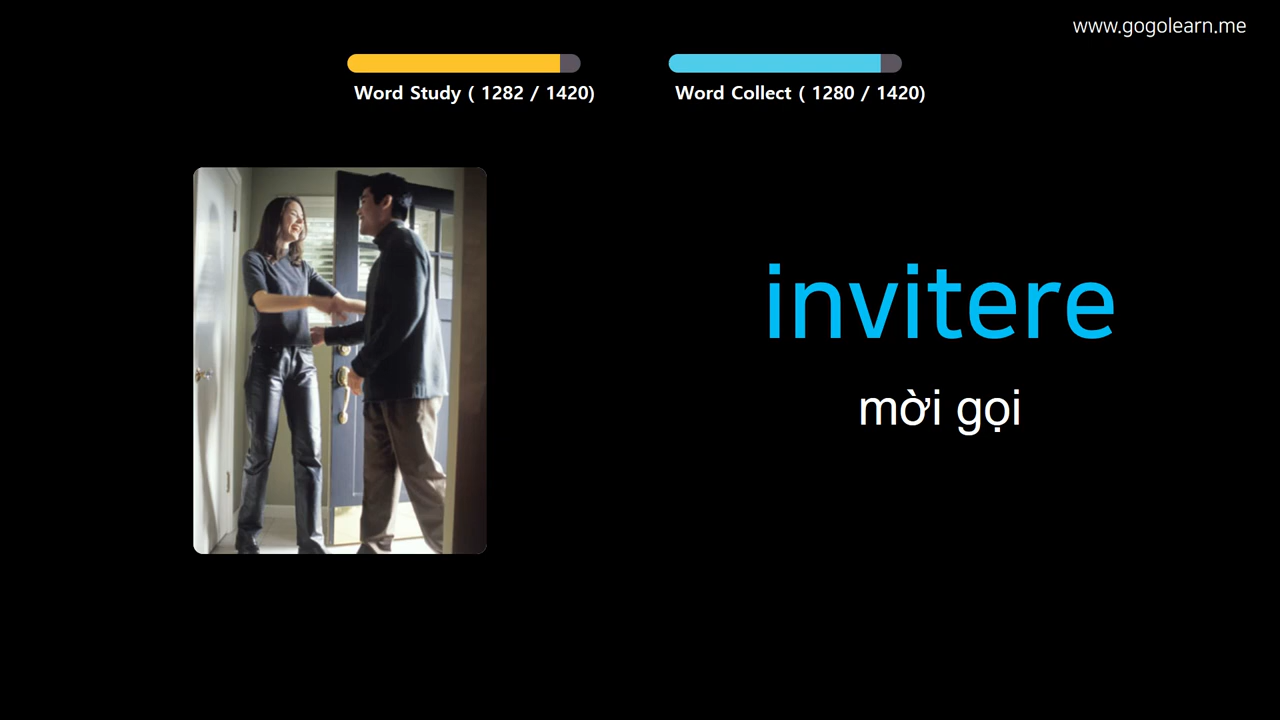 www.gogolearn.me
Word Study ( 1282 / 1420)
Word Collect ( 1280 / 1420)
invitere
mời gọi